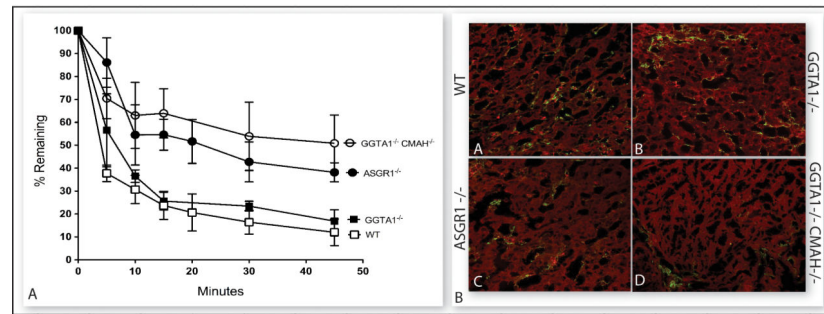 100
90
80
70
60
50
40
30
20
10
0
% Remaining
0 10 20 30 40 50
Minutes
GGTA1-/- CMAH-/-
ASGR1-/-
GGTA1-/-
WT
A
WT
GGTA1-/-
A
B
ASGR1-/-
GGTA1-/- CMAH-/-
C
D
B